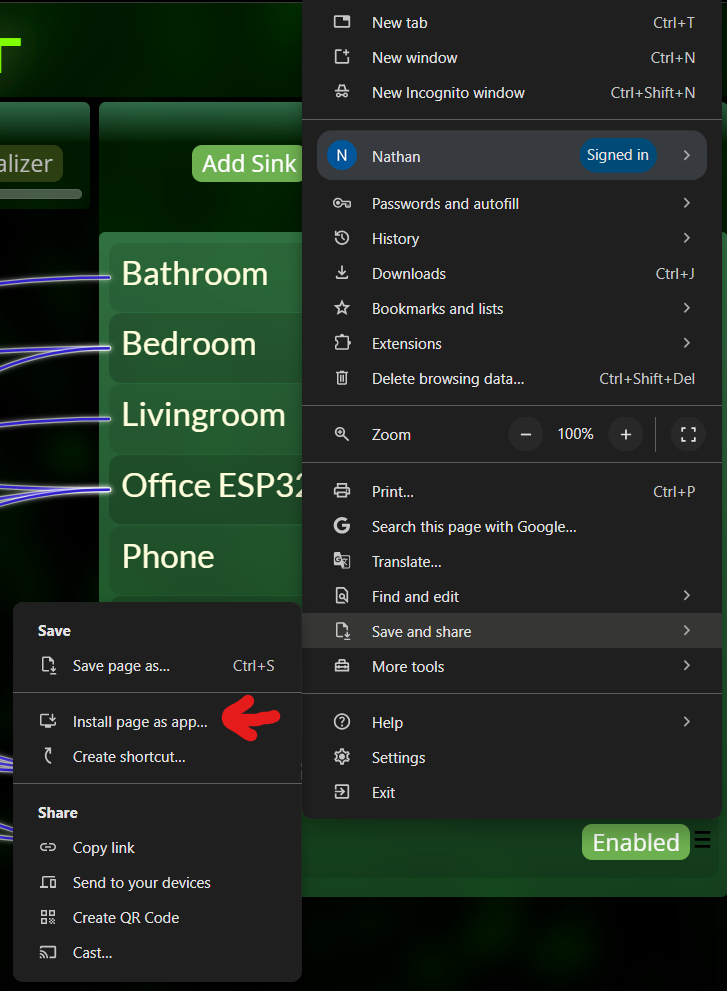 New tab Ctrl+T
New window Ctrl+N
New Incognito window Ctrl+Shift+N
N Nathan Signed in
Passwords and autofill
History
Downloads Ctrl+J
Bookmarks and lists
Extensions
Delete browsing data... Ctrl+Shift+Del
Zoom − 100% +
Print... Ctrl+P
Search this page with Google...
Translate...
Find and edit
Save and share
More tools
Help
Settings
Exit
alizer
Add Sink
Bathroom
Bedroom
Livingroom
Office ESP32
Phone
Save
Save page as... Ctrl+S
Install page as app...
Create shortcut...
Share
Copy link
Send to your devices
Create QR Code
Cast...
Enabled